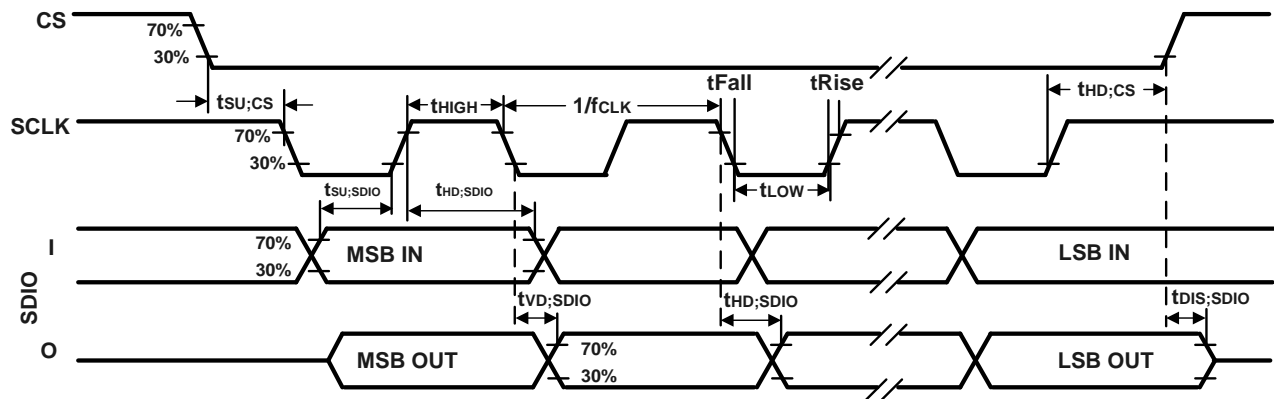 CS
70%
30%
tSU;CS
tHIGH
1/fCLK
tFall
tRise
tHD;CS
SCLK
70%
30%
tSU;SDIO
tHD;SDIO
tLOW
SDIO
I
70%
30%
MSB IN
LSB IN
tVD;SDIO
tHD;SDIO
tDIS;SDIO
O
MSB OUT
70%
30%
LSB OUT